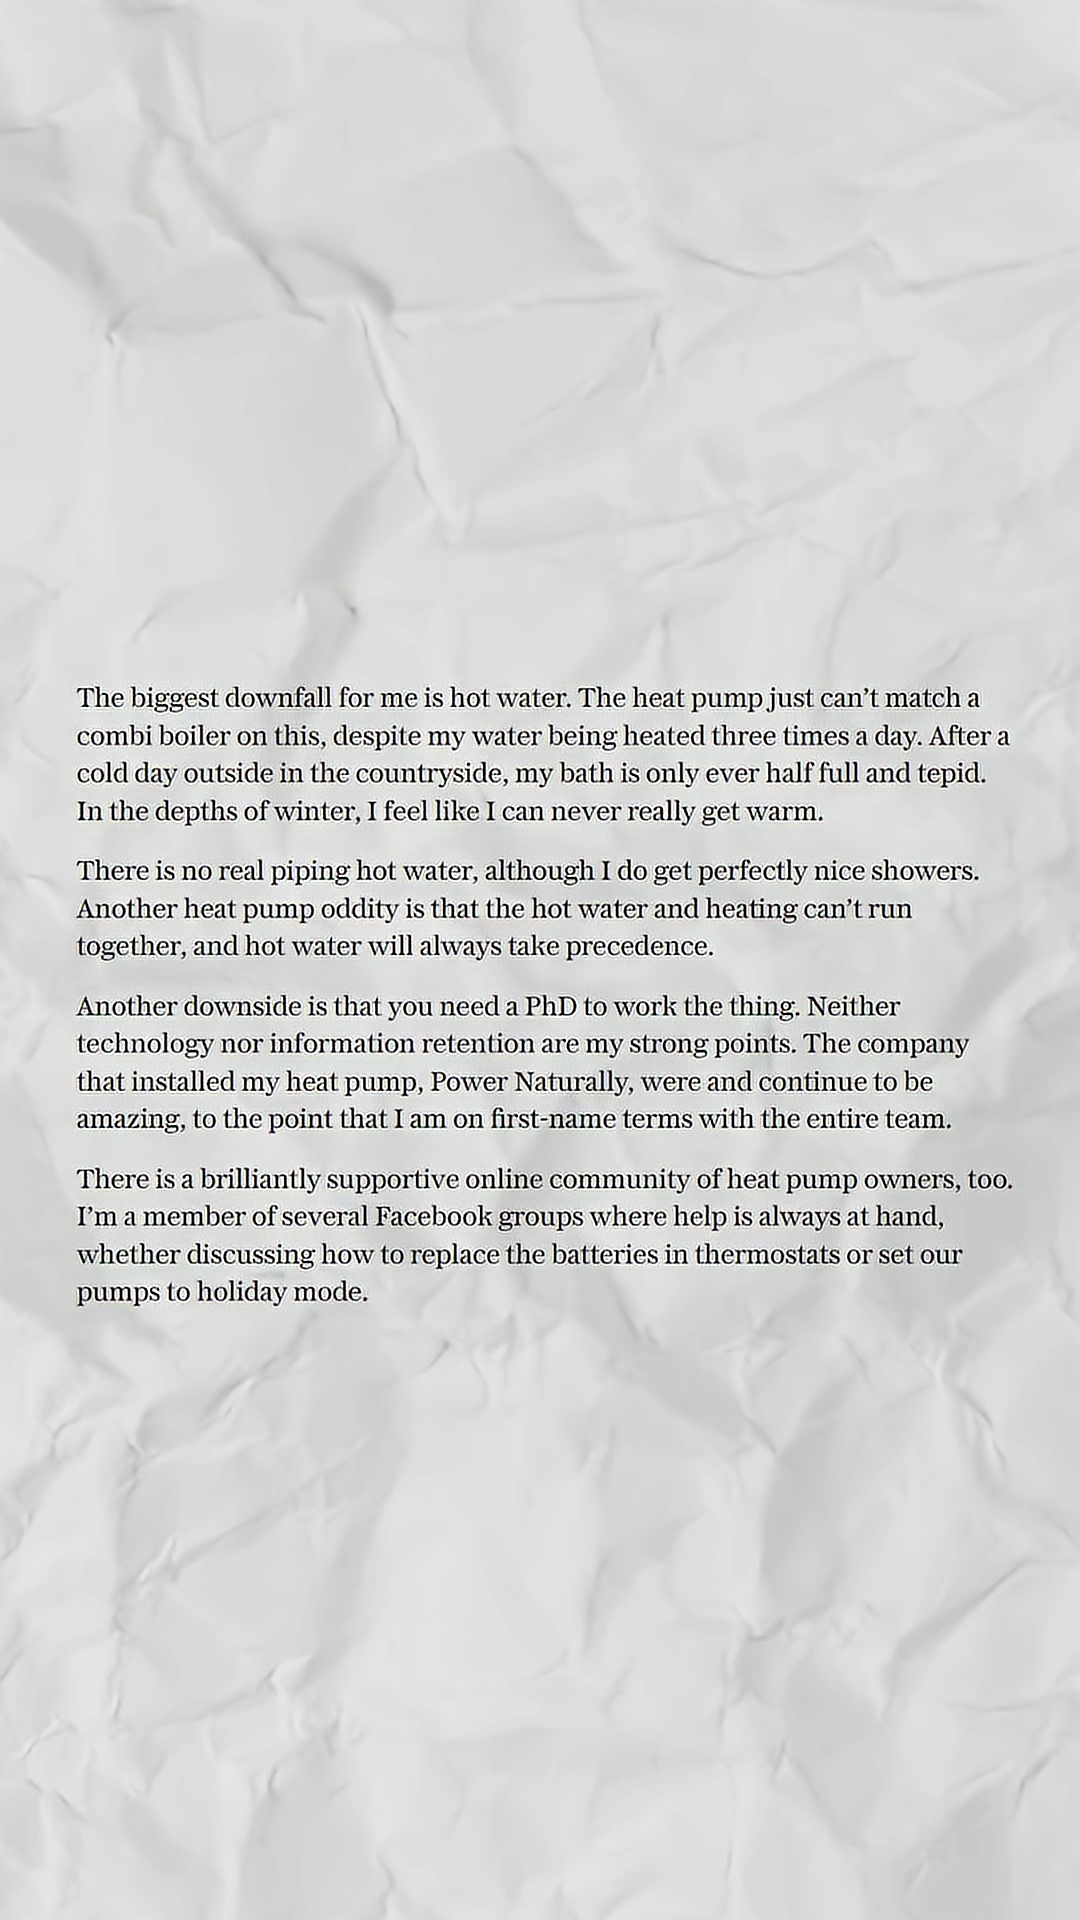 The biggest downfall for me is hot water. The heat pump just can’t match a
combi boiler on this, despite my water being heated three times a day. After a
cold day outside in the countryside, my bath is only ever half full and tepid.
In the depths of winter, I feel like I can never really get warm.
There is no real piping hot water, although I do get perfectly nice showers.
Another heat pump oddity is that the hot water and heating can’t run
together, and hot water will always take precedence.
Another downside is that you need a PhD to work the thing. Neither
technology nor information retention are my strong points. The company
that installed my heat pump, Power Naturally, were and continue to be
amazing, to the point that I am on first-name terms with the entire team.
There is a brilliantly supportive online community of heat pump owners, too.
I’m a member of several Facebook groups where help is always at hand,
whether discussing how to replace the batteries in thermostats or set our
pumps to holiday mode.